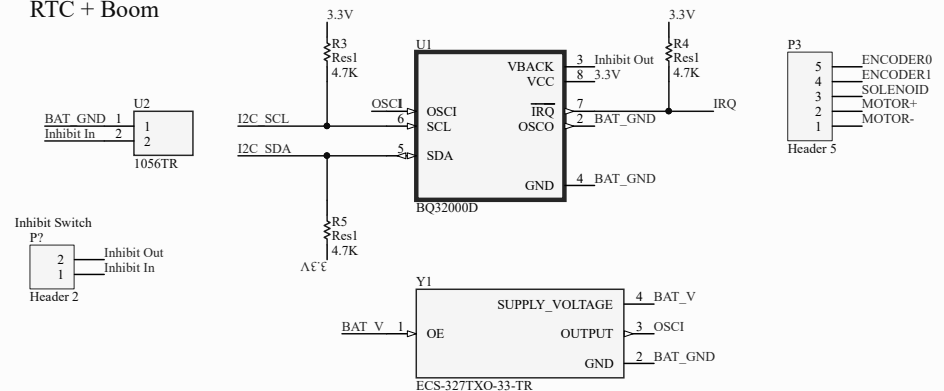 RTC + Boom
3.3V
R3
Res1
4.7K
U1
VBACK 3 Inhibit Out
VCC 8 3.3V
OSCI 1 OSCI
I2C_SCL 6 SCL
IRQ 7 IRQ
OSCO 2 BAT_GND
I2C_SDA 5 SDA
GND 4 BAT_GND
BQ32000D
3.3V
R4
Res1
4.7K
P3
5 ENCODER0
4 ENCODER1
3 SOLENOID
2 MOTOR+
1 MOTOR-
Header 5
U2
BAT_GND 1 1
Inhibit In 2 2
1056TR
R5
Res1
4.7K
3.3V
Inhibit Switch
P?
2 Inhibit Out
1 Inhibit In
Header 2
Y1
SUPPLY_VOLTAGE 4 BAT_V
BAT_V 1 OE
OUTPUT 3 OSCI
GND 2 BAT_GND
ECS-327TXO-33-TR